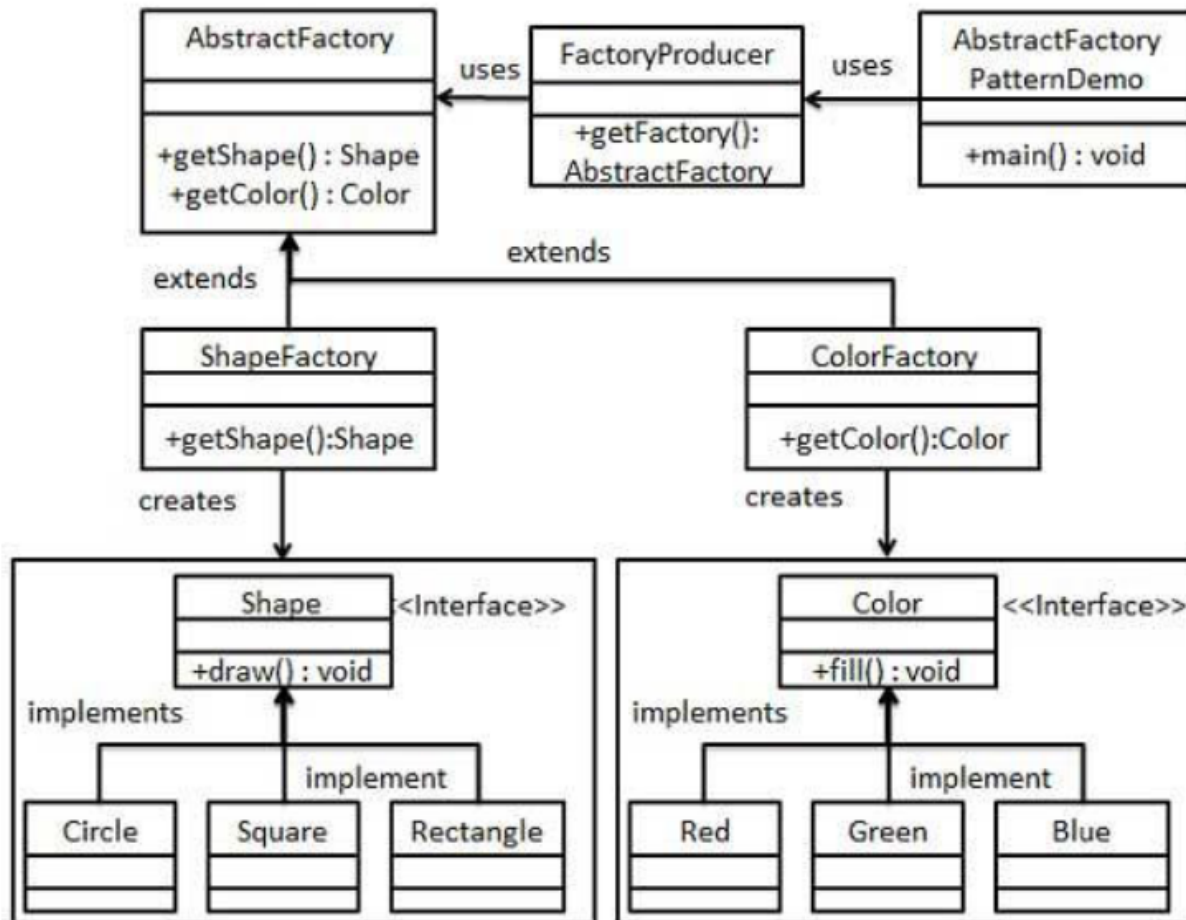 AbstractFactory
+getShape() : Shape
+getColor() : Color
uses
FactoryProducer
+getFactory():
AbstractFactory
uses
AbstractFactory
PatternDemo
+main() : void
extends
extends
ShapeFactory
+getShape():Shape
ColorFactory
+getColor():Color
creates
creates
Shape
<<Interface>>
+draw() : void
implements
implement
Circle
Square
Rectangle
Color
<<Interface>>
+fill() : void
implements
implement
Red
Green
Blue